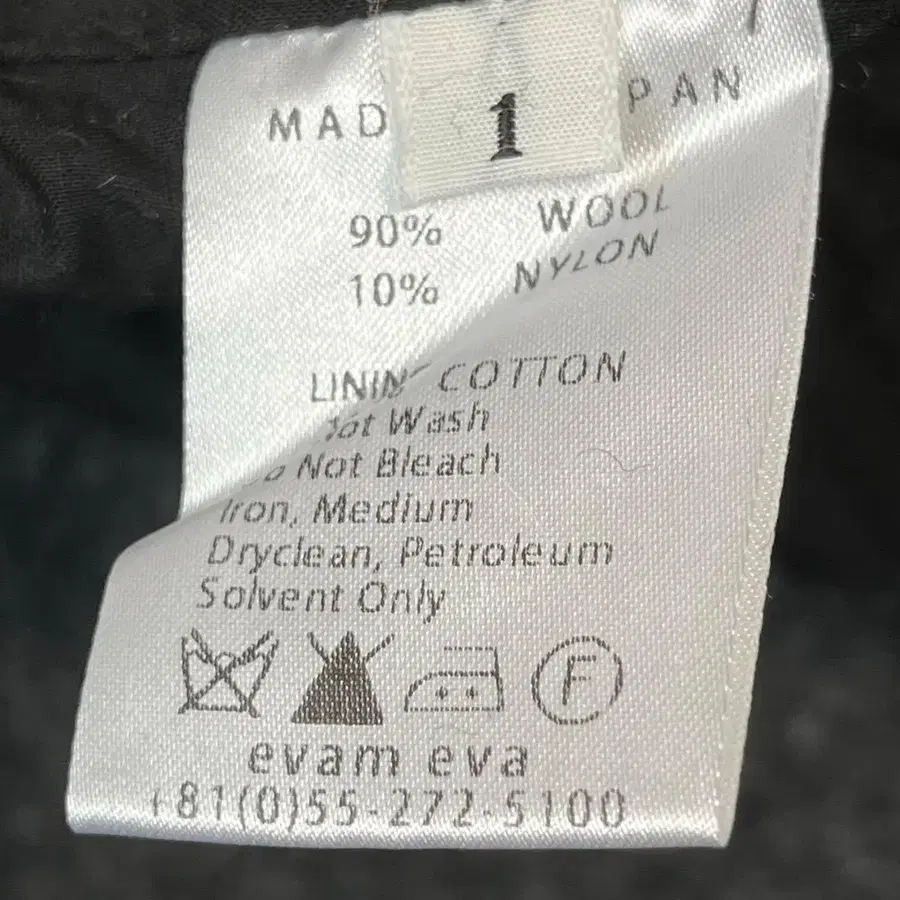 1
MAD PAN
90% WOOL
10% NYLON
LININ COTTON
ot Wash
o Not Bleach
Iron, Medium
Dryclean, Petroleum
Solvent Only
F
evam eva
+81(0)55-272-5100